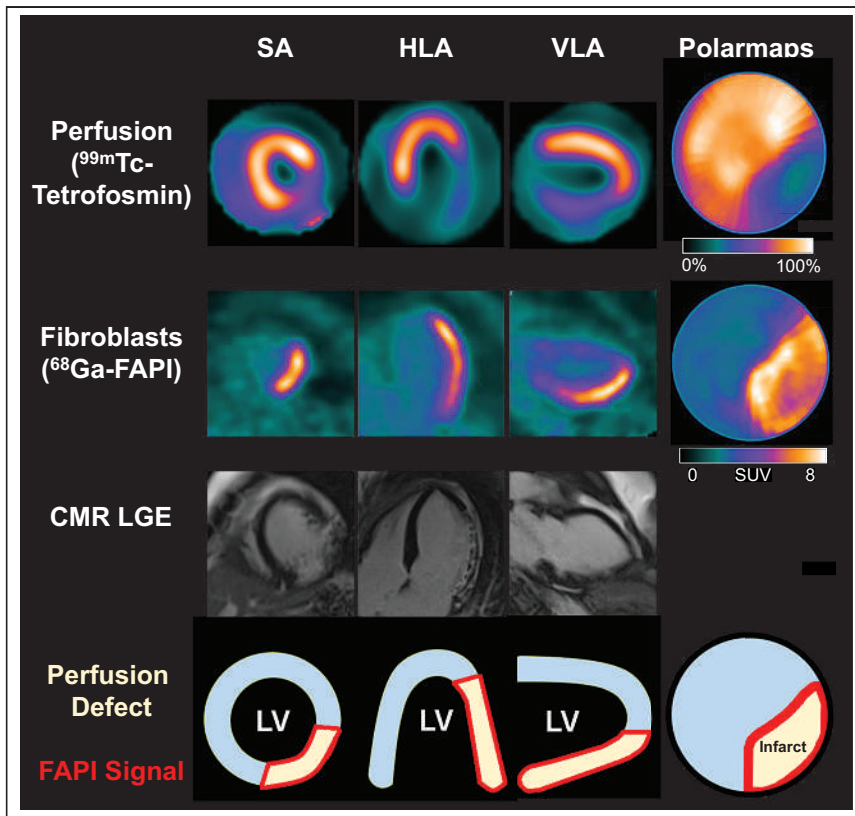 SA HLA VLA Polarmaps
Perfusion
(⁹⁹ᵐTc-
Tetrofosmin)
0% 100%
Fibroblasts
(⁶⁸Ga-FAPI)
0 SUV 8
CMR LGE
Perfusion
Defect
FAPI Signal
LV LV LV
Infarct